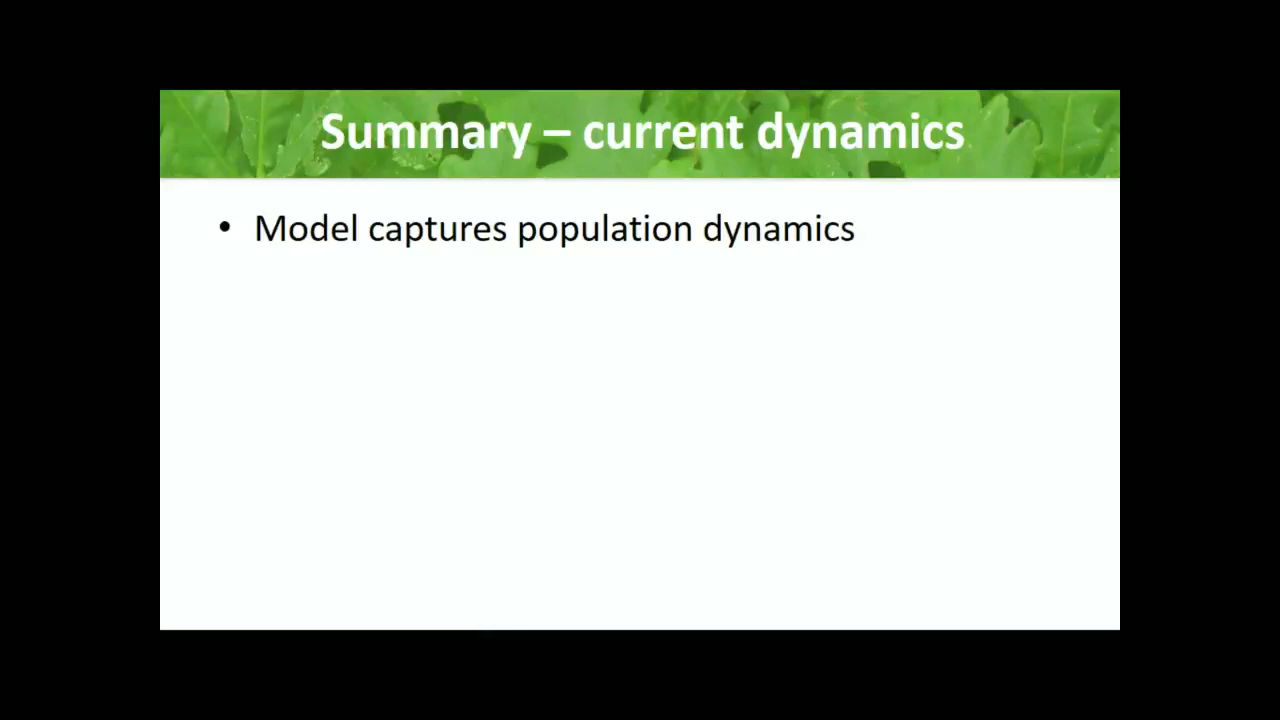 Summary – current dynamics
• Model captures population dynamics